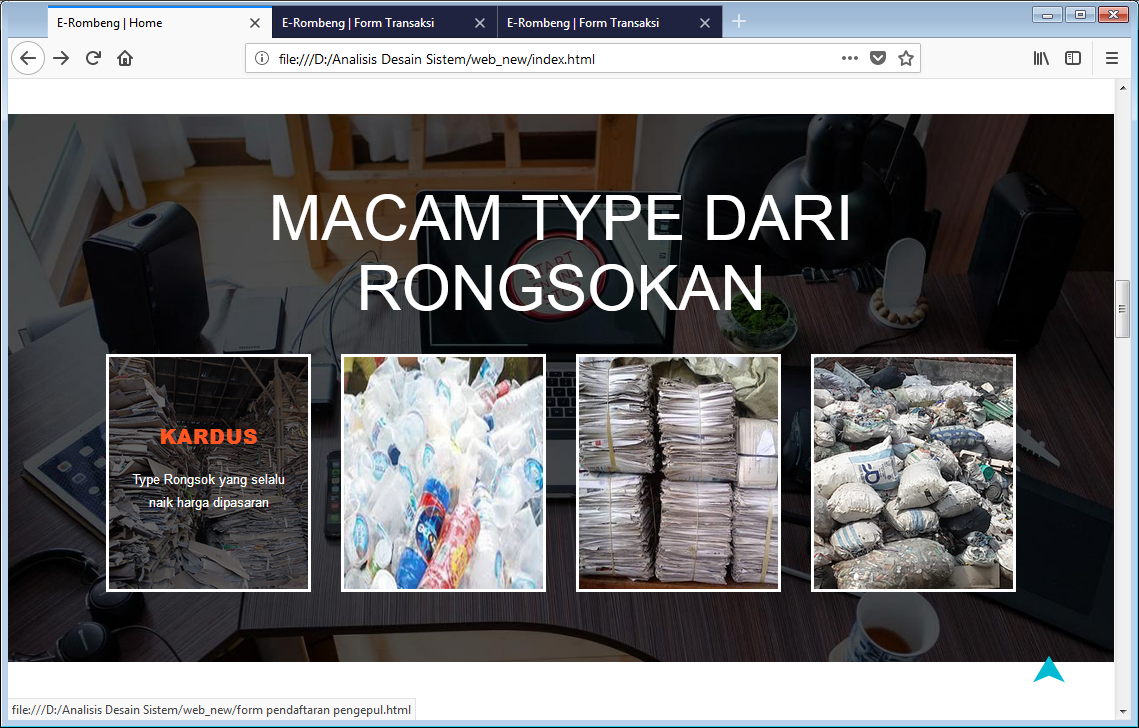 E-Rombeng | Home
E-Rombeng | Form Transaksi
E-Rombeng | Form Transaksi
file:///D:/Analisis Desain Sistem/web_new/index.html
MACAM TYPE DARI
RONGSOKAN
START
KARDUS
Type Rongsok yang selalu
naik harga dipasaran
file:///D:/Analisis Desain Sistem/web_new/form pendaftaran pengepul.html